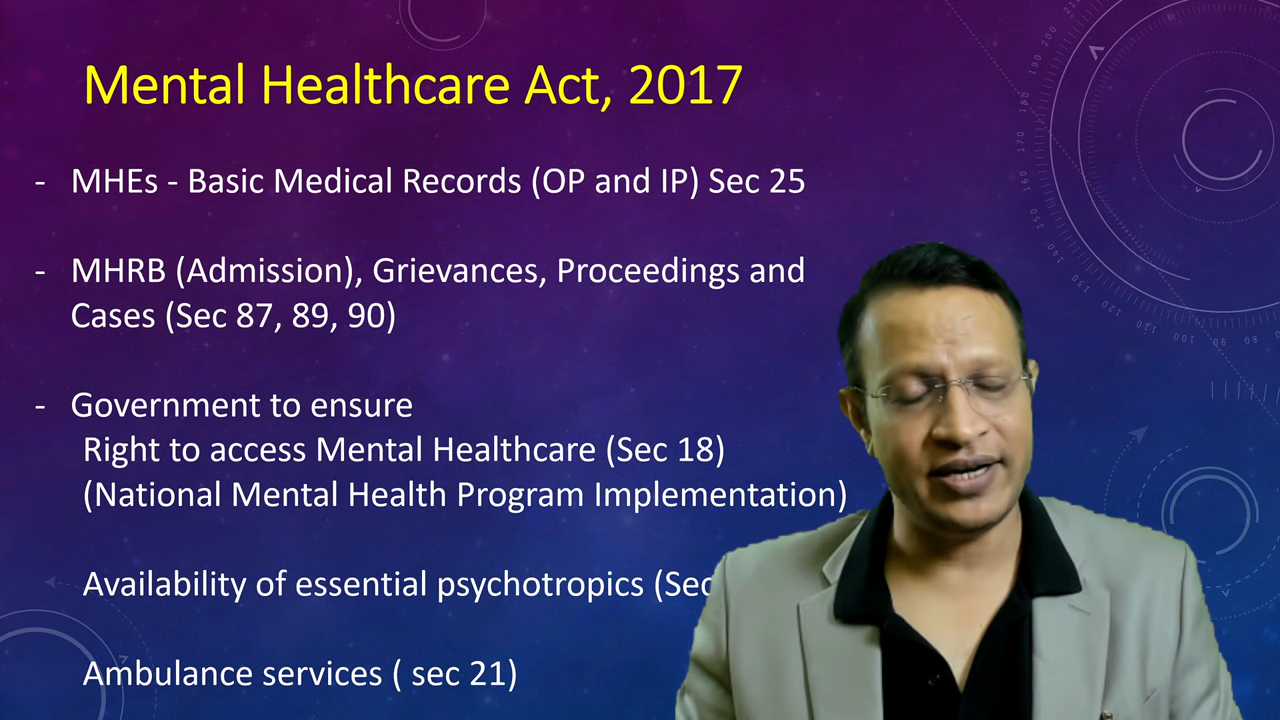 Mental Healthcare Act, 2017
- MHEs - Basic Medical Records (OP and IP) Sec 25
- MHRB (Admission), Grievances, Proceedings and
Cases (Sec 87, 89, 90)
- Government to ensure
Right to access Mental Healthcare (Sec 18)
(National Mental Health Program Implementation)
Availability of essential psychotropics (Sec
Ambulance services ( sec 21)